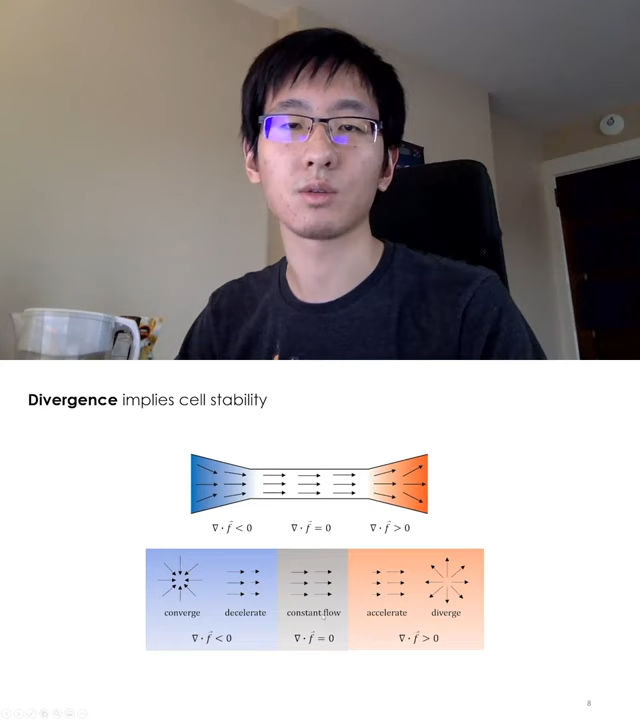 Divergence implies cell stability
∇ · f⃗ < 0 ∇ · f⃗ = 0 ∇ · f⃗ > 0
converge decelerate constant flow accelerate diverge
∇ · f⃗ < 0 ∇ · f⃗ = 0 ∇ · f⃗ > 0
8